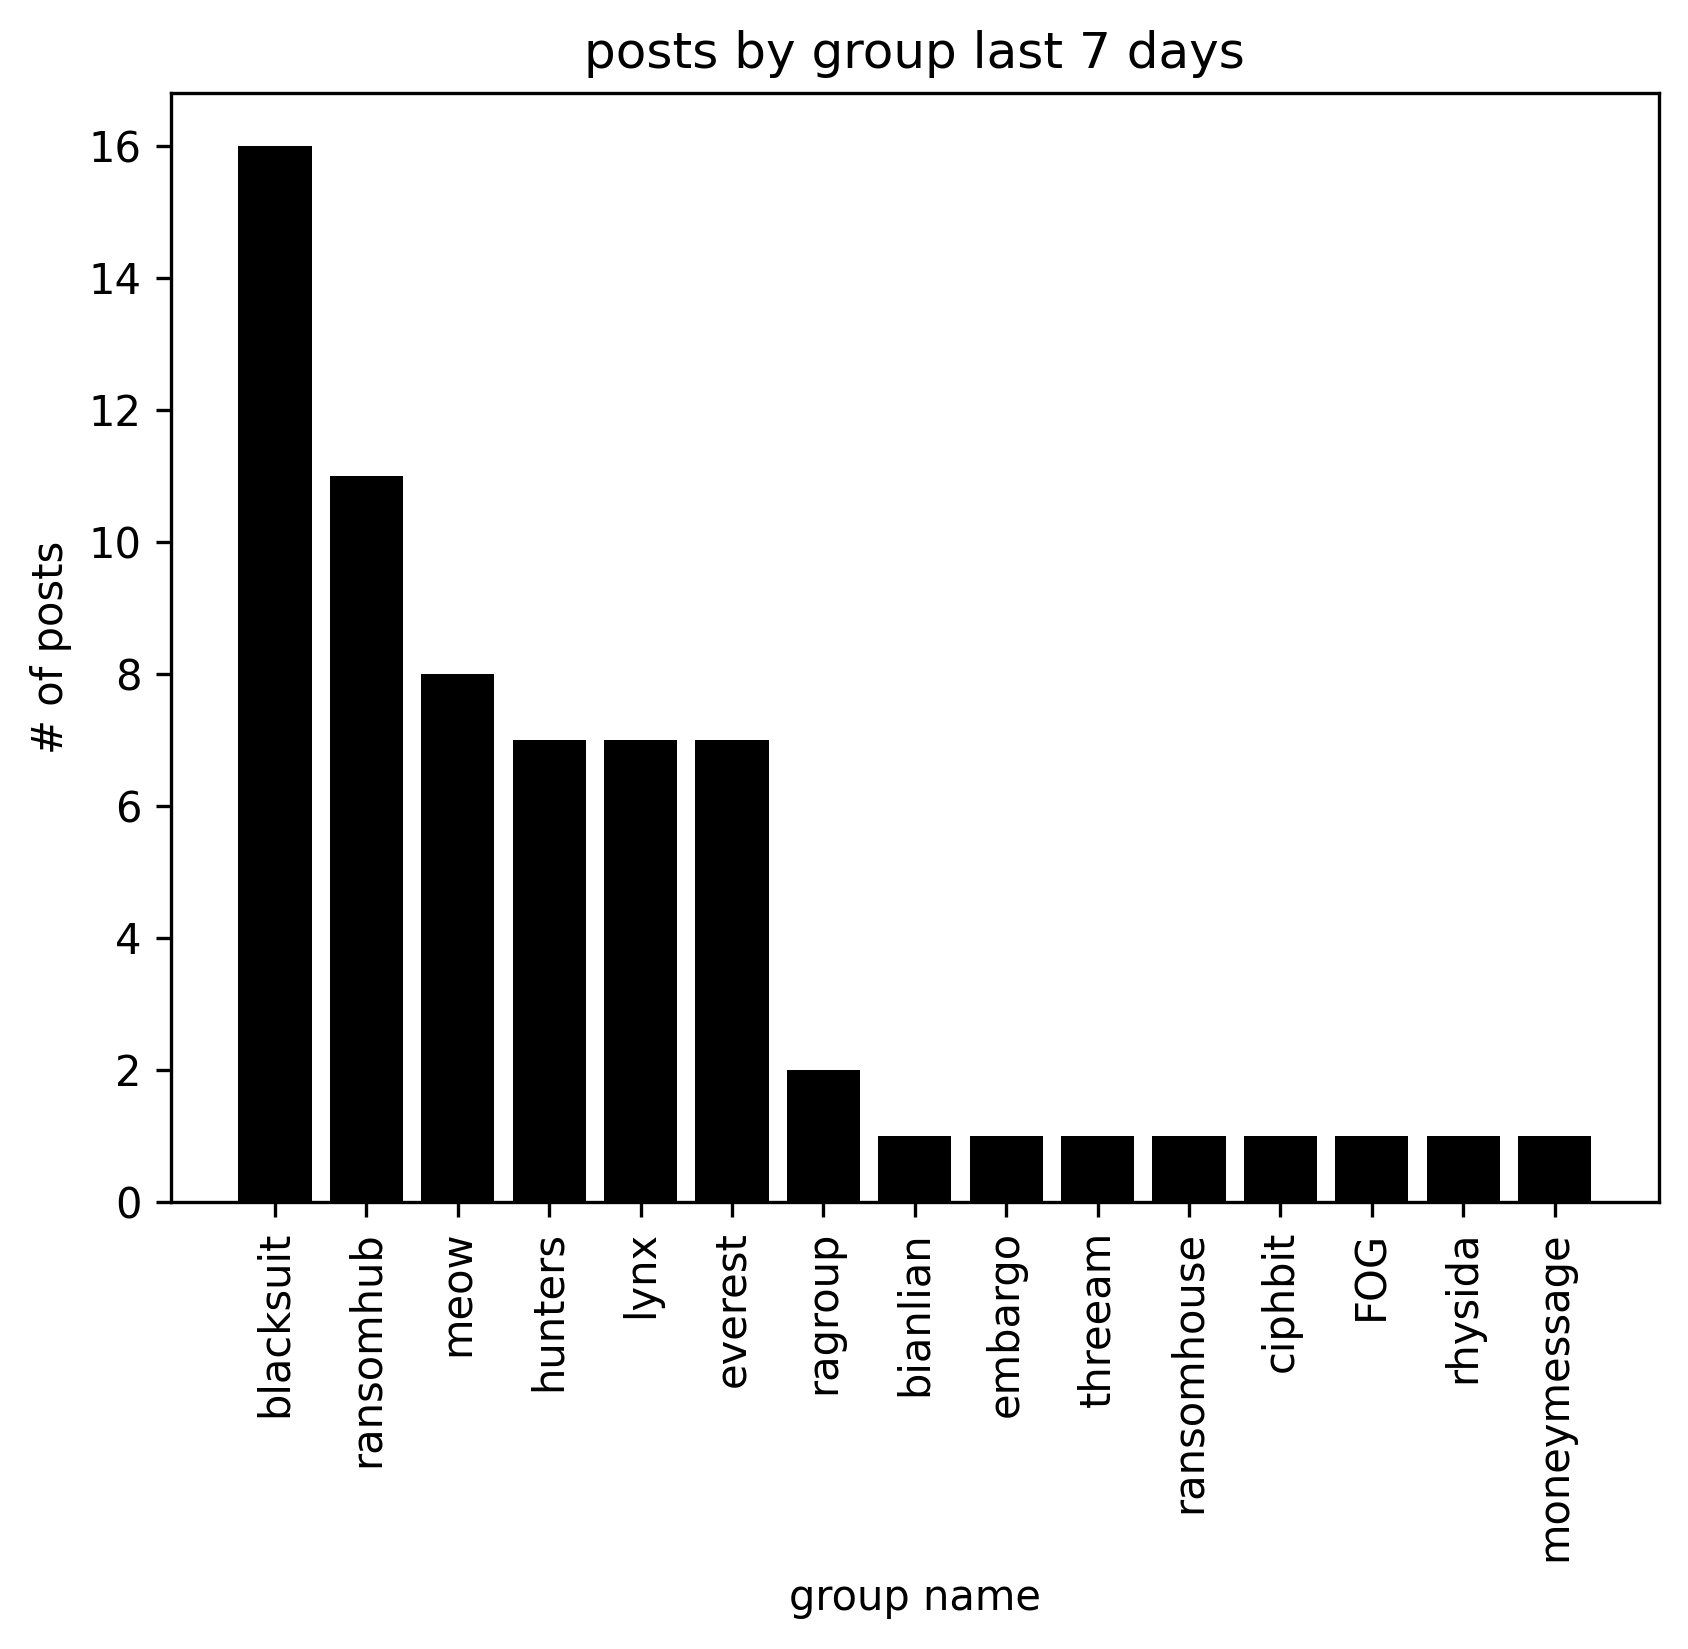 posts by group last 7 days
16
14
12
10
8
6
4
2
0
# of posts
blacksuit
ransomhub
meow
hunters
lynx
everest
ragroup
bianlian
embargo
threeam
ransomhouse
ciphbit
FOG
rhysida
moneymessage
group name